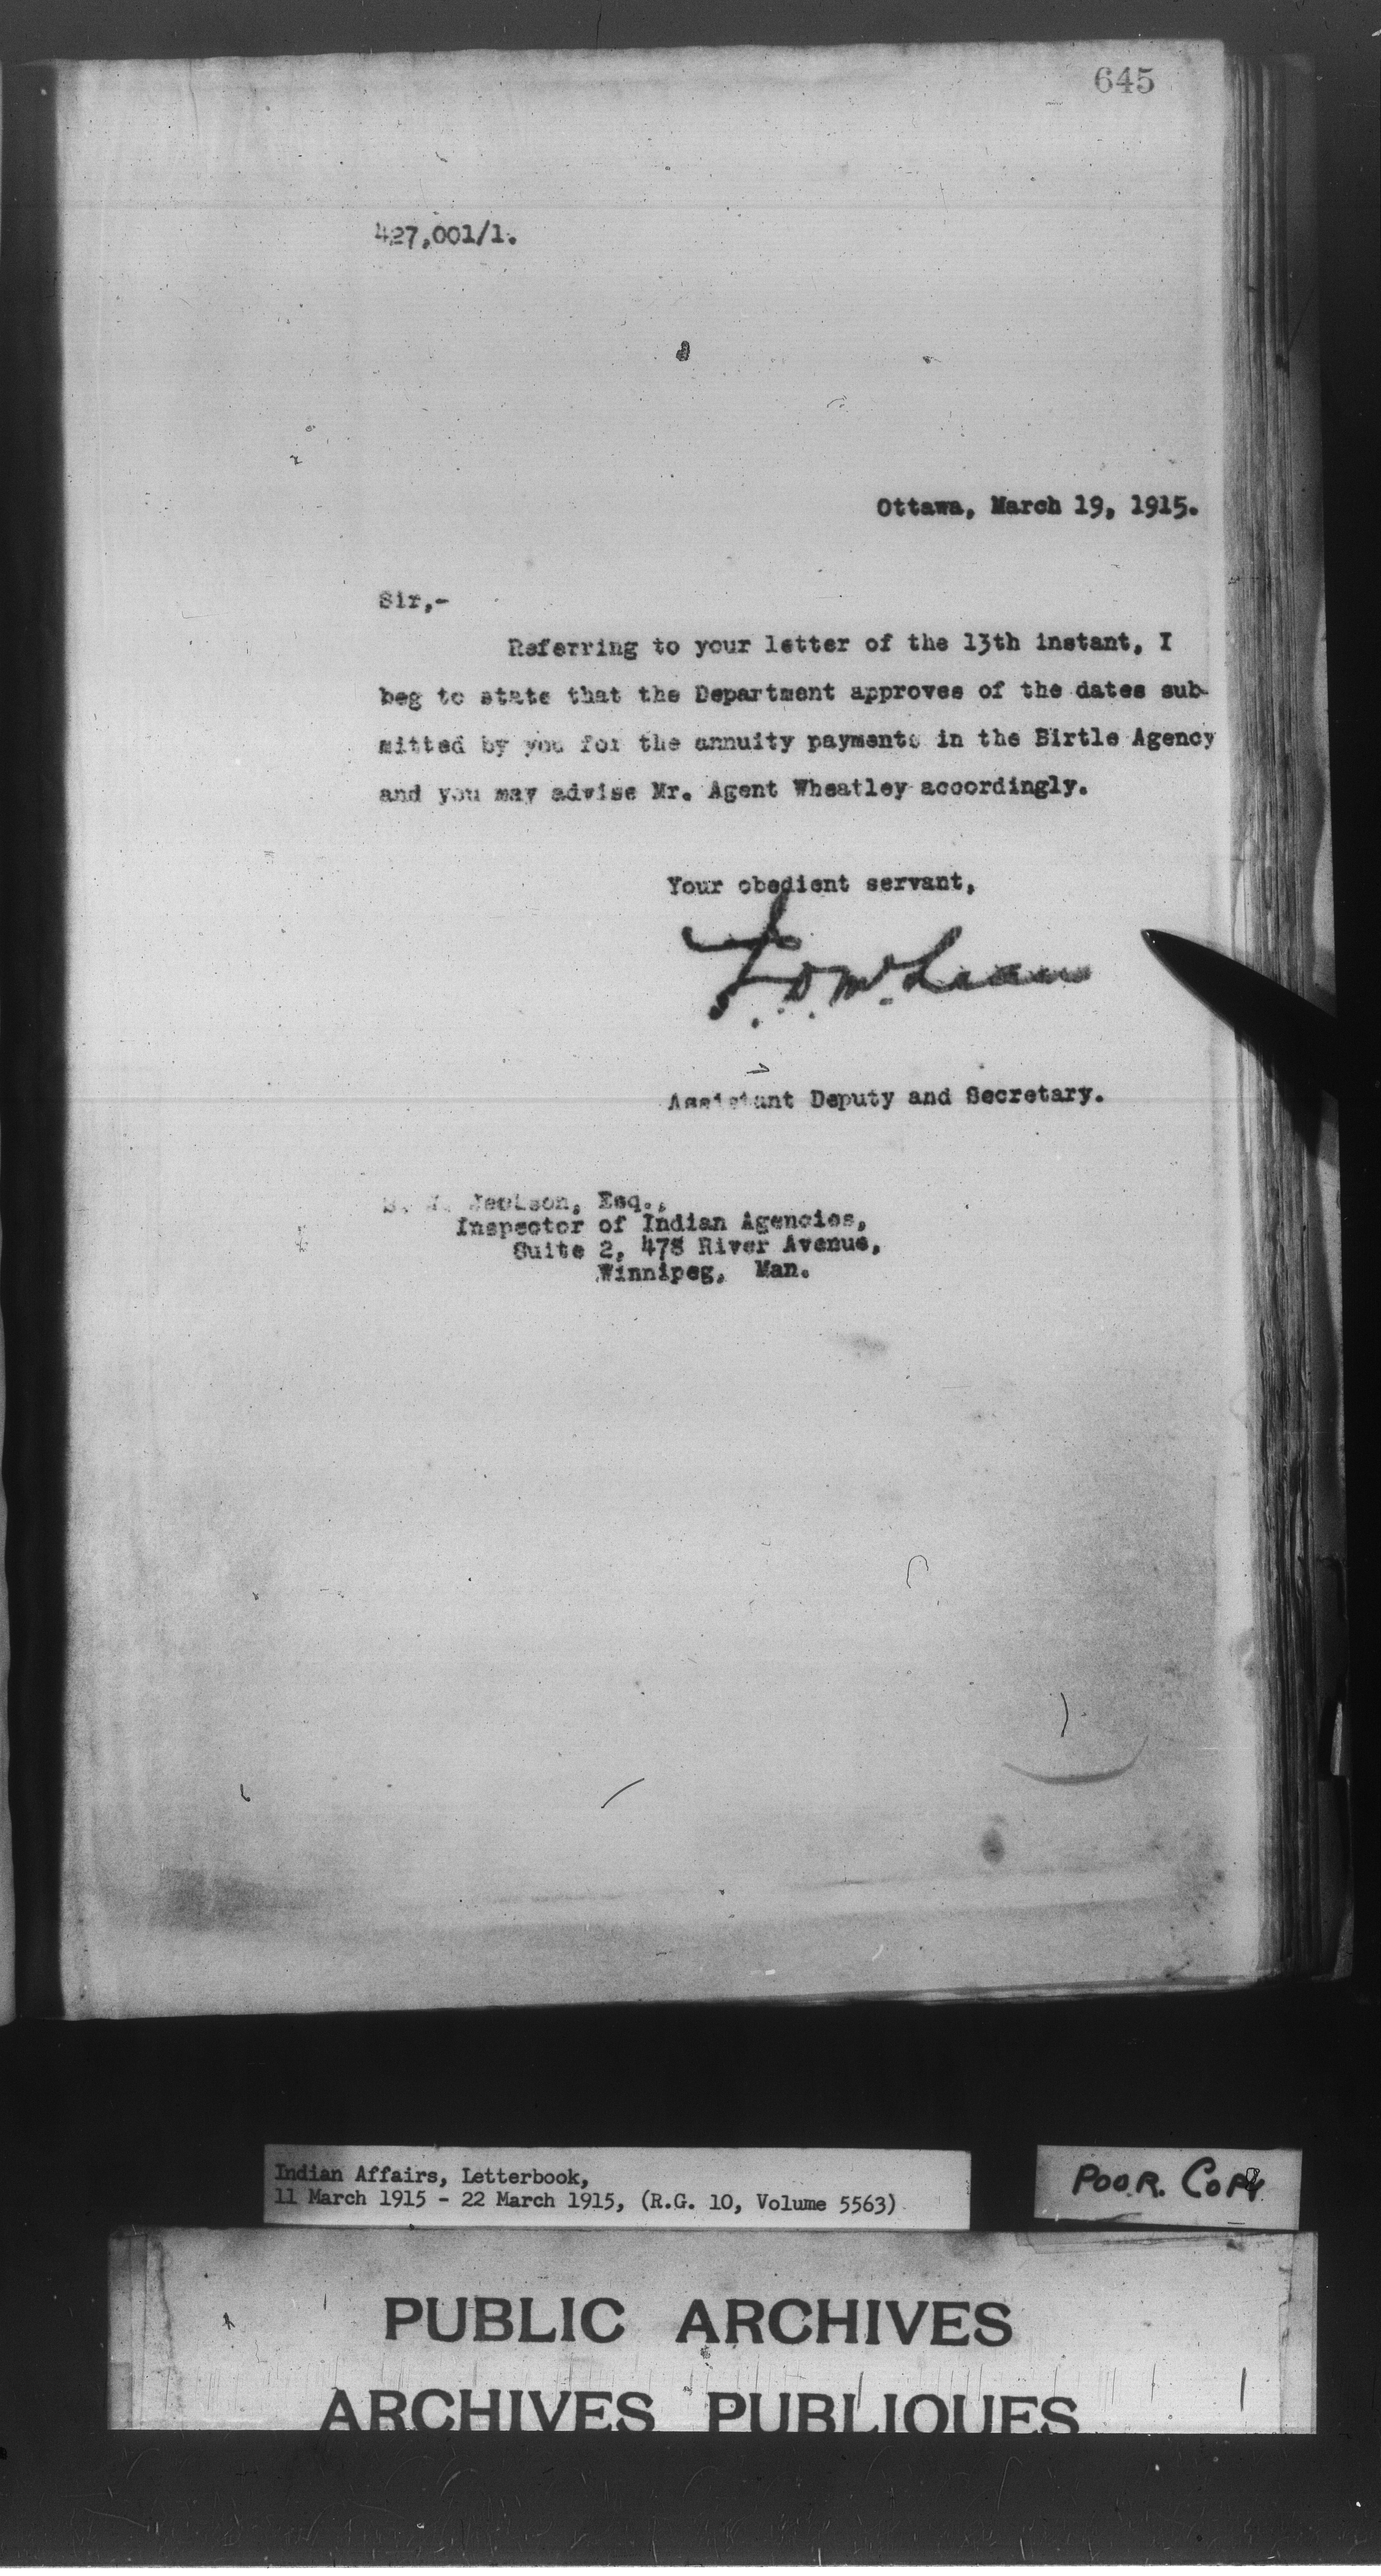 645
427,001/1.
Ottawa, March 19, 1915.
Sir,-
Referring to your letter of the 13th instant, I
beg to state that the Department approves of the dates sub-
mitted by you for the annuity payments in the Birtle Agency
and you may advise Mr. Agent Wheatley accordingly.
Your obedient servant,
J. D. McLean
Assistant Deputy and Secretary.
Esq.,
Inspector of Indian Agencies,
Suite 2, 478 River Avenue,
Winnipeg, Man.
Indian Affairs, Letterbook,
11 March 1915 - 22 March 1915, (R.G. 10, Volume 5563)
POOR COPY
PUBLIC ARCHIVES
ARCHIVES PUBLIQUES